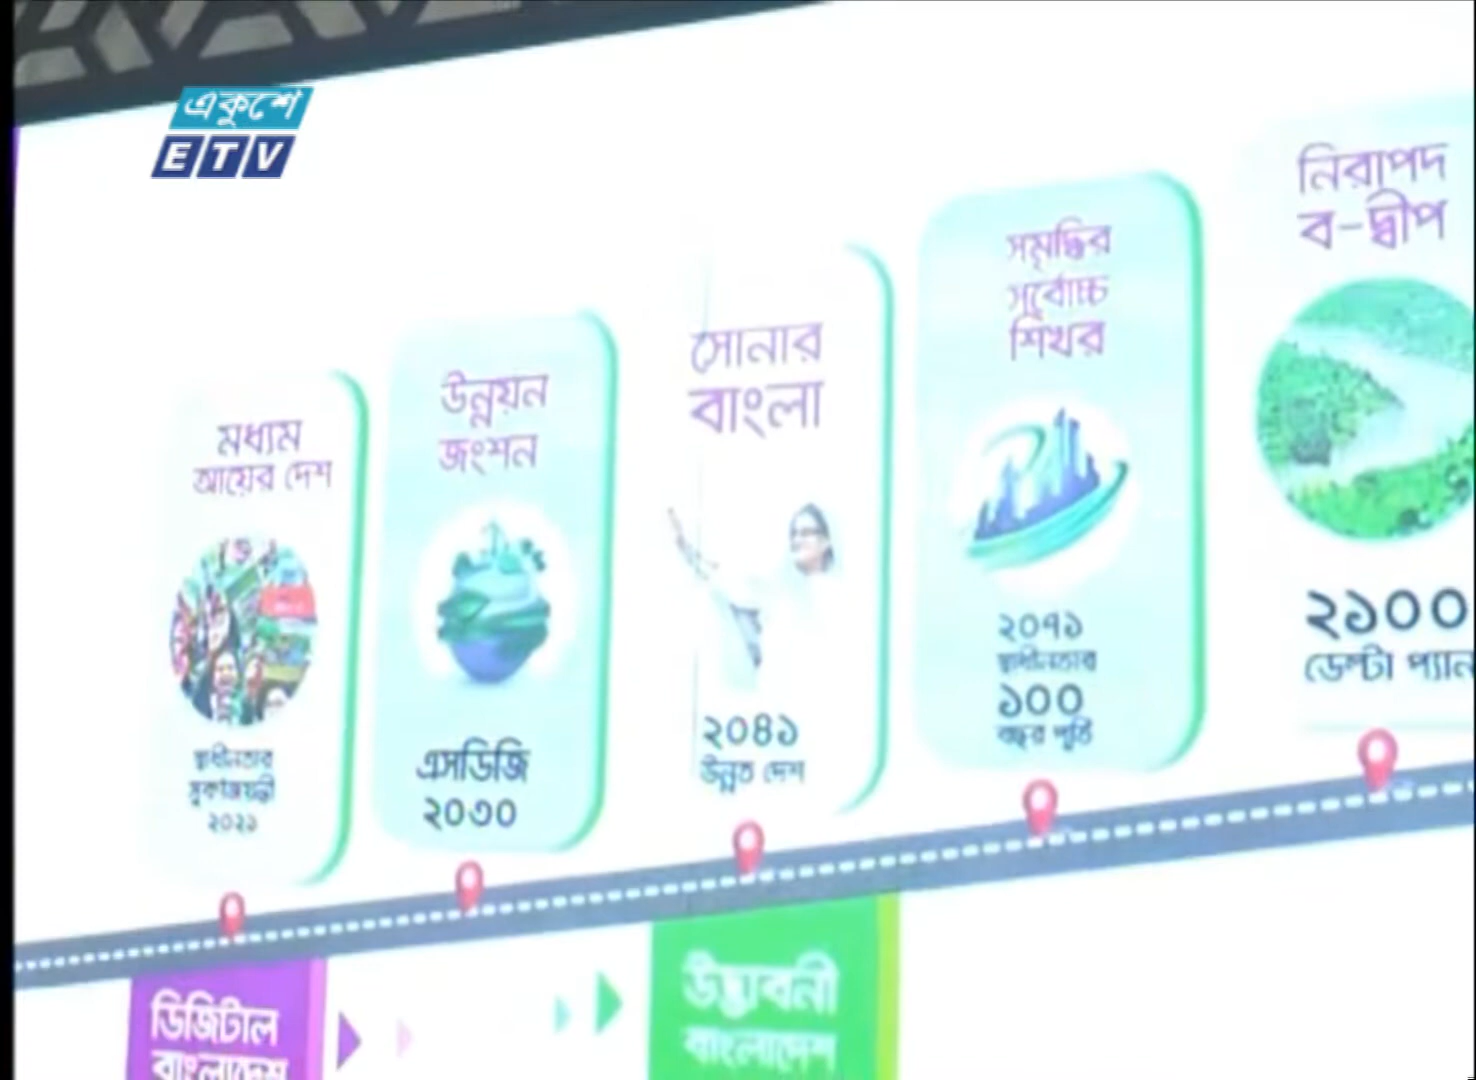 একুশে
ETV
মধ্যম
আয়ের দেশ
স্বাধীনতার
সুবর্ণজয়ন্তী
২০২১
উন্নয়ন
জংশন
এসডিজি
২০৩০
সোনার
বাংলা
২০৪১
উন্নত দেশ
সমৃদ্ধির
সর্বোচ্চ
শিখর
২০৭১
স্বাধীনতার
১০০
বছর পূর্তি
নিরাপদ
ব-দ্বীপ
২১০০
ডেল্টা প্যান
ডিজিটাল
বাংলাদেশ
উদ্ভাবনী
বাংলাদেশ